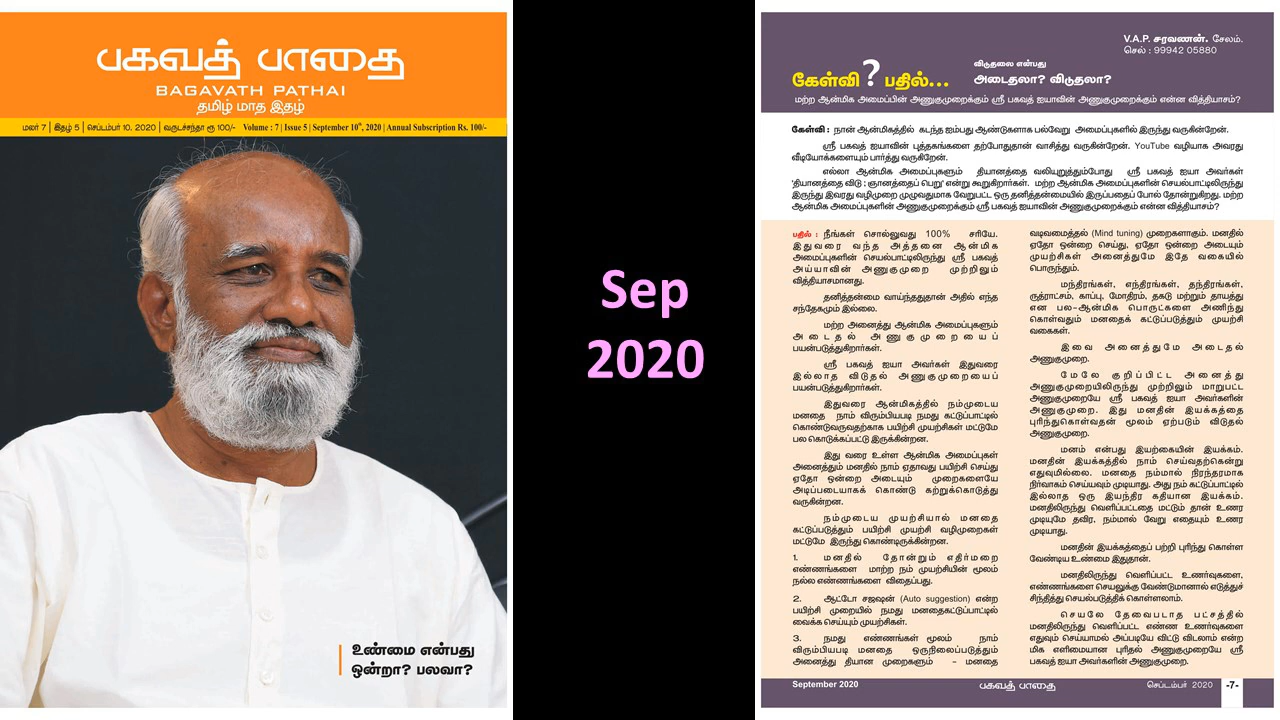 பகவத் பாதை
BAGAVATH PATHAI
தமிழ் மாத இதழ்
மலர் 7 | இதழ் 5 | செப்டம்பர் 10, 2020 | வருடச்சந்தா ரூ 100/- Volume : 7 | Issue 5 | September 10th, 2020 | Annual Subscription Rs. 100/-
உண்மை என்பது
ஒன்றா? பலவா?
Sep
2020
V.A.P. சரவணன், சேலம்.
செல் : 99942 05880
விடுதலை என்பது
கேள்வி ? பதில்... அடைதலா? விடுதலா?
மற்ற ஆன்மிக அமைப்பின் அணுகுமுறைக்கும் ஸ்ரீ பகவத் ஐயாவின் அணுகுமுறைக்கும் என்ன வித்தியாசம்?
கேள்வி : நான் ஆன்மிகத்தில் கடந்த ஐம்பது ஆண்டுகளாக பல்வேறு அமைப்புகளில் இருந்து வருகின்றேன்.
ஸ்ரீ பகவத் ஐயாவின் புத்தகங்களை தற்போதுதான் வாசித்து வருகின்றேன். YouTube வழியாக அவரது
வீடியோக்களையும் பார்த்து வருகிறேன்.
எல்லா ஆன்மிக அமைப்புகளும் தியானத்தை வலியுறுத்தும்போது ஸ்ரீ பகவத் ஐயா அவர்கள்
'தியானத்தை விடு ; ஞானத்தைப் பெறு' என்று கூறுகிறார்கள். மற்ற ஆன்மிக அமைப்புகளின் செயல்பாட்டிலிருந்து
இருந்து இவரது வழிமுறை முழுவதுமாக வேறுபட்ட ஒரு தனித்தன்மையில் இருப்பதைப் போல் தோன்றுகிறது. மற்ற
ஆன்மிக அமைப்புகளின் அணுகுமுறைக்கும் ஸ்ரீ பகவத் ஐயாவின் அணுகுமுறைக்கும் என்ன வித்தியாசம்?
பதில் : நீங்கள் சொல்லுவது 100% சரியே.
இதுவரை வந்த அத்தனை ஆன்மிக
அமைப்புகளின் செயல்பாட்டிலிருந்து ஸ்ரீ பகவத்
அய்யாவின் அணுகுமுறை முற்றிலும்
வித்தியாசமானது.
தனித்தன்மை வாய்ந்ததுதான் அதில் எந்த
சந்தேகமும் இல்லை.
மற்ற அனைத்து ஆன்மிக அமைப்புகளும்
அடைதல் அணுகுமுறையைப்
பயன்படுத்துகிறார்கள்.
ஸ்ரீ பகவத் ஐயா அவர்கள் இதுவரை
இல்லாத விடுதல் அணுகுமுறையைப்
பயன்படுத்துகிறார்கள்.
இதுவரை ஆன்மிகத்தில் நம்முடைய
மனதை நாம் விரும்பியபடி நமது கட்டுப்பாட்டில்
கொண்டுவருவதற்காக பயிற்சி முயற்சிகள் மட்டுமே
பல கொடுக்கப்பட்டு இருக்கின்றன.
இது வரை உள்ள ஆன்மிக அமைப்புகள்
அனைத்தும் மனதில் நாம் ஏதாவது பயிற்சி செய்து
ஏதோ ஒன்றை அடையும் முறைகளையே
அடிப்படையாகக் கொண்டு கற்றுக்கொடுத்து
வருகின்றன.
நம்முடைய முயற்சியால் மனதை
கட்டுப்படுத்தும் பயிற்சி முயற்சி வழிமுறைகள்
மட்டுமே இருந்து கொண்டிருக்கின்றன.
1. மனதில் தோன்றும் எதிர்மறை
எண்ணங்களை மாற்ற நம் முயற்சியின் மூலம்
நல்ல எண்ணங்களை விதைப்பது.
2. ஆட்டோ சஜஷன் (Auto suggestion) என்ற
பயிற்சி முறையில் நமது மனதைகட்டுப்பாட்டில்
வைக்க செய்யும் முயற்சிகள்.
3. நமது எண்ணங்கள் மூலம் நாம்
விரும்பியபடி மனதை ஒருநிலைப்படுத்தும்
அனைத்து தியான முறைகளும் - மனதை
வடிவமைத்தல் (Mind tuning) முறைகளாகும். மனதில்
ஏதோ ஒன்றை செய்து, ஏதோ ஒன்றை அடையும்
முயற்சிகள் அனைத்துமே இதே வகையில்
பொருந்தும்.
மந்திரங்கள், எந்திரங்கள், தந்திரங்கள்,
ருத்ராட்சம், காப்பு, மோதிரம், தகடு மற்றும் தாயத்து
என பல-ஆன்மிக பொருட்களை அணிந்து
கொள்வதும் மனதைக் கட்டுப்படுத்தும் முயற்சி
வகைகள்.
இவை அனைத்துமே அடைதல்
அணுகுமுறை.
மேலே குறிப்பிட்ட அனைத்து
அணுகுமுறையிலிருந்து முற்றிலும் மாறுபட்ட
அணுகுமுறையே ஸ்ரீ பகவத் ஐயா அவர்களின்
அணுகுமுறை. இது மனதின் இயக்கத்தை
புரிந்துகொள்வதன் மூலம் ஏற்படும் விடுதல்
அணுகுமுறை.
மனம் என்பது இயற்கையின் இயக்கம்.
மனதின் இயக்கத்தில் நாம் செய்வதற்கென்று
எதுவுமில்லை. மனதை நம்மால் நிரந்தரமாக
நிர்வாகம் செய்யவும் முடியாது. அது நம் கட்டுப்பாட்டில்
இல்லாத ஒரு இயந்திர கதியான இயக்கம்.
மனதிலிருந்து வெளிப்பட்டதை மட்டும் தான் உணர
முடியுமே தவிர, நம்மால் வேறு எதையும் உணர
முடியாது.
மனதின் இயக்கத்தைப் பற்றி புரிந்து கொள்ள
வேண்டிய உண்மை இதுதான்.
மனதிலிருந்து வெளிப்பட்ட உணர்வுகளை,
எண்ணங்களை செயலுக்கு வேண்டுமானால் எடுத்துச்
சிந்தித்து செயல்படுத்திக் கொள்ளலாம்.
செயலே தேவைபடாத பட்சத்தில்
மனதிலிருந்து வெளிப்பட்ட எண்ண உணர்வுகளை
எதுவும் செய்யாமல் அப்படியே விட்டு விடலாம் என்ற
மிக எளிமையான புரிதல் அணுகுமுறையே ஸ்ரீ
பகவத் ஐயா அவர்களின் அணுகுமுறை.
September 2020 பகவத் பாதை செப்டம்பர் 2020 -7-